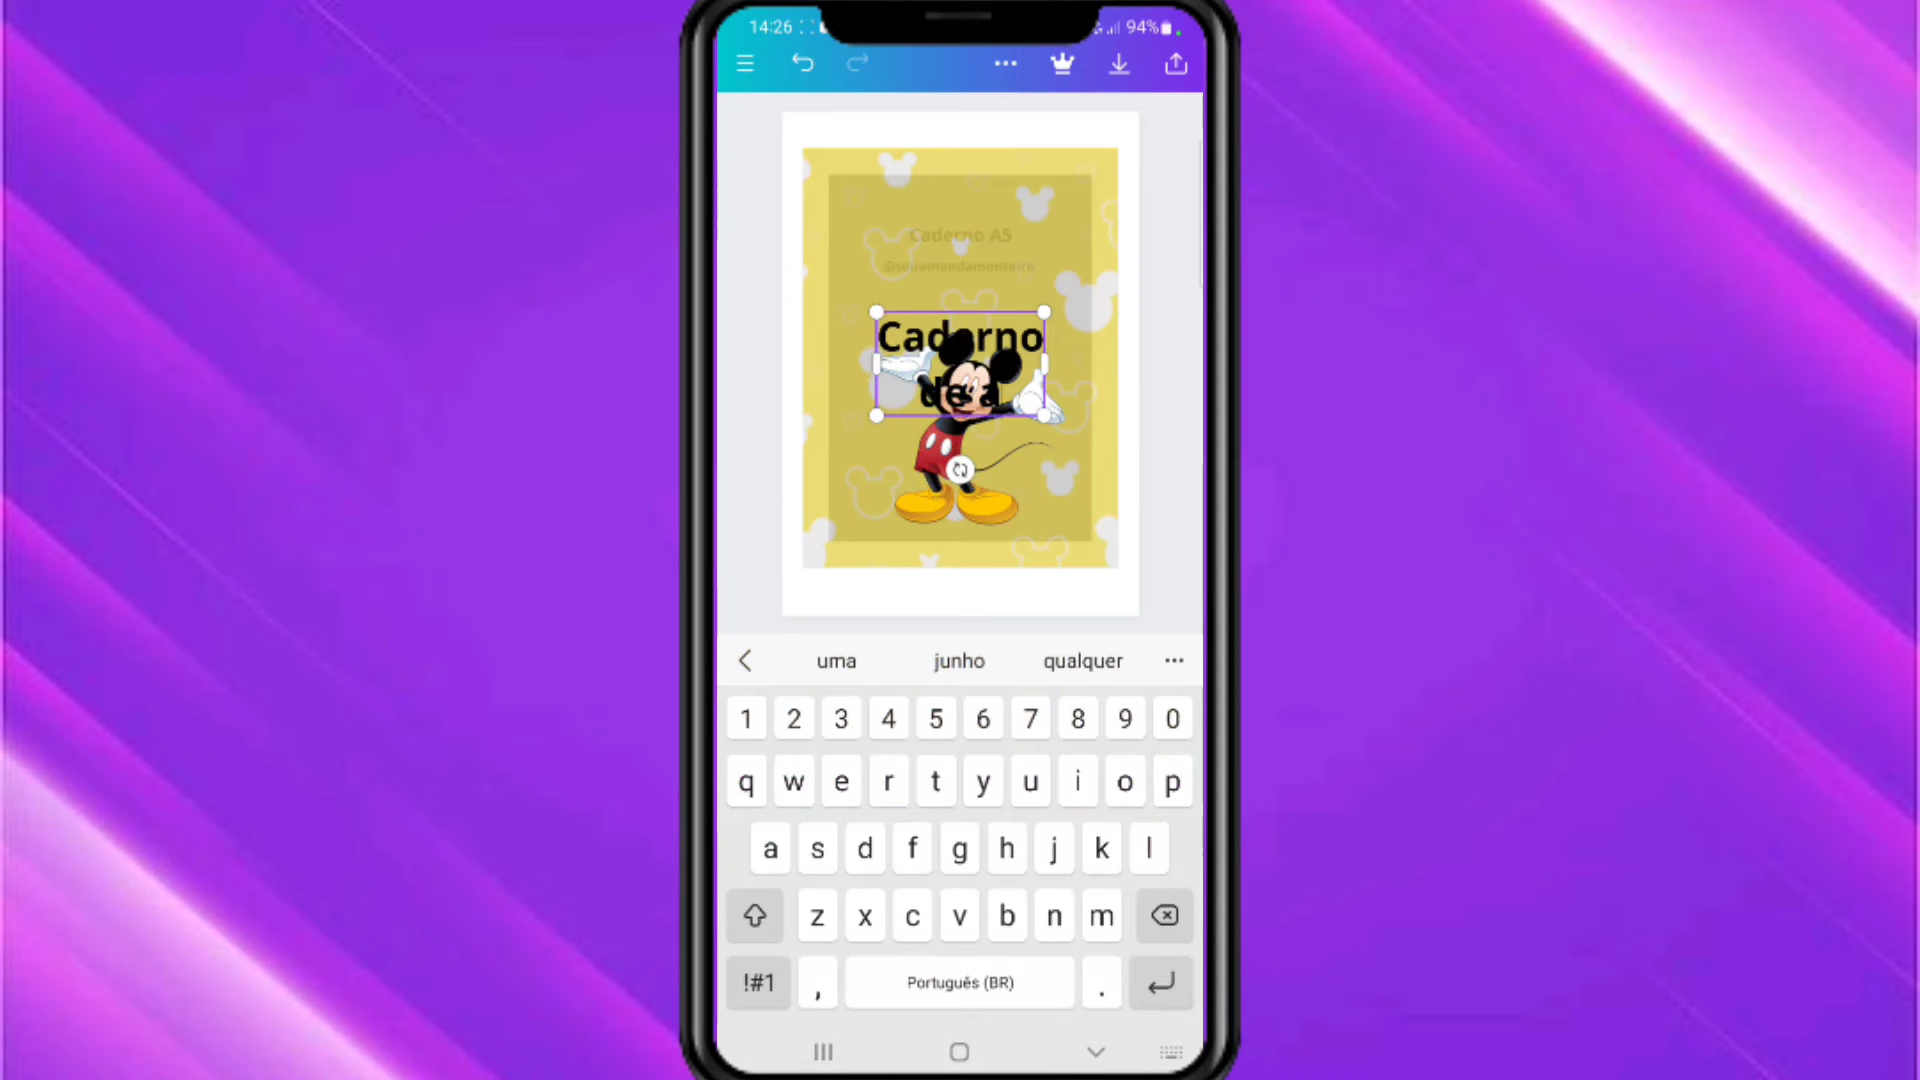 14:26
94%
Caderno A5
@souamandamonteiro
Caderno
de a
uma junho qualquer
1 2 3 4 5 6 7 8 9 0
q w e r t y u i o p
a s d f g h j k l
z x c v b n m
!#1 , Português (BR) .